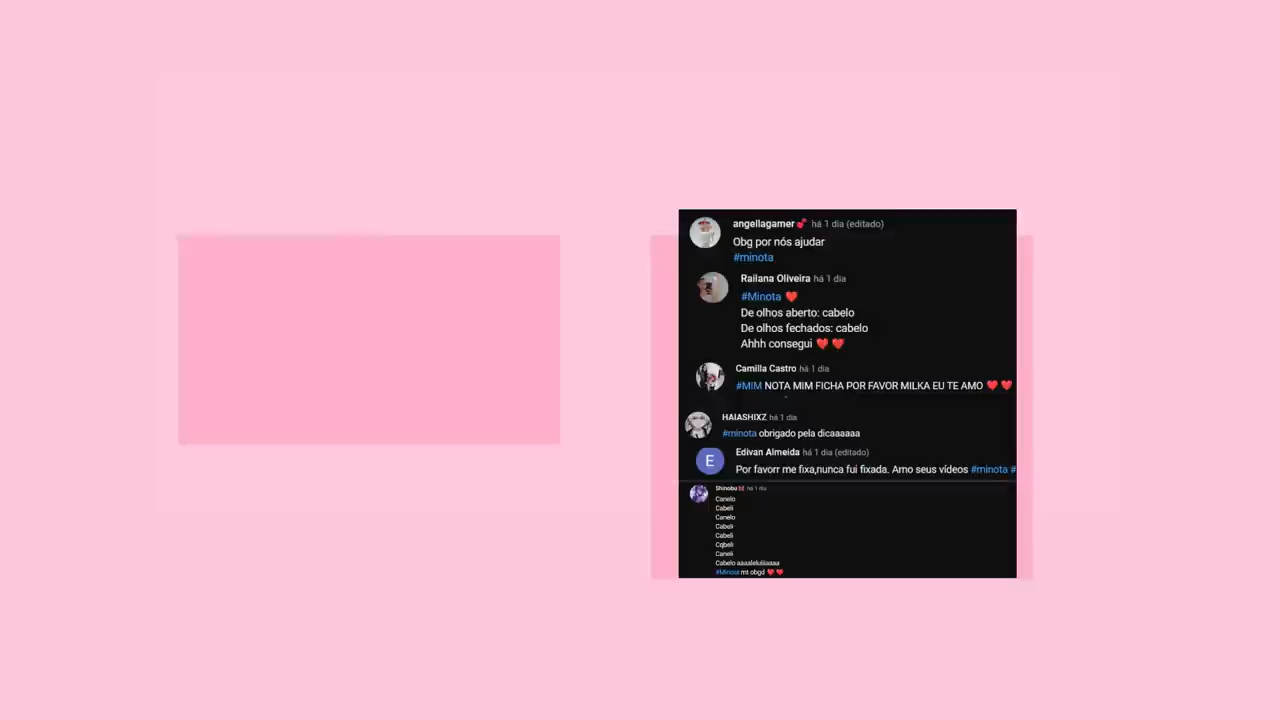 angellagamer💕 há 1 dia (editado)
Obg por nós ajudar
#minota
Railana Oliveira há 1 dia
#Minota ❤️
De olhos aberto: cabelo
De olhos fechados: cabelo
Ahhh consegui ❤️ ❤️
Camilla Castro há 1 dia
#MIM NOTA MIM FICHA POR FAVOR MILKA EU TE AMO ❤️ ❤️
HAIASHIXZ há 1 dia
#minota obrigado pela dicaaaaaa
E
Edivan Almeida há 1 dia (editado)
Por favorr me fixa,nunca fui fixada. Amo seus vídeos #minota #
Shinobu há 1 dia
Canelo
Cabeli
Canelo
Cabeli
Cabeli
Cqbeli
Caneli
Cabelo aaaaleluiiaaaa
#Minota mt obgd ❤️ ❤️